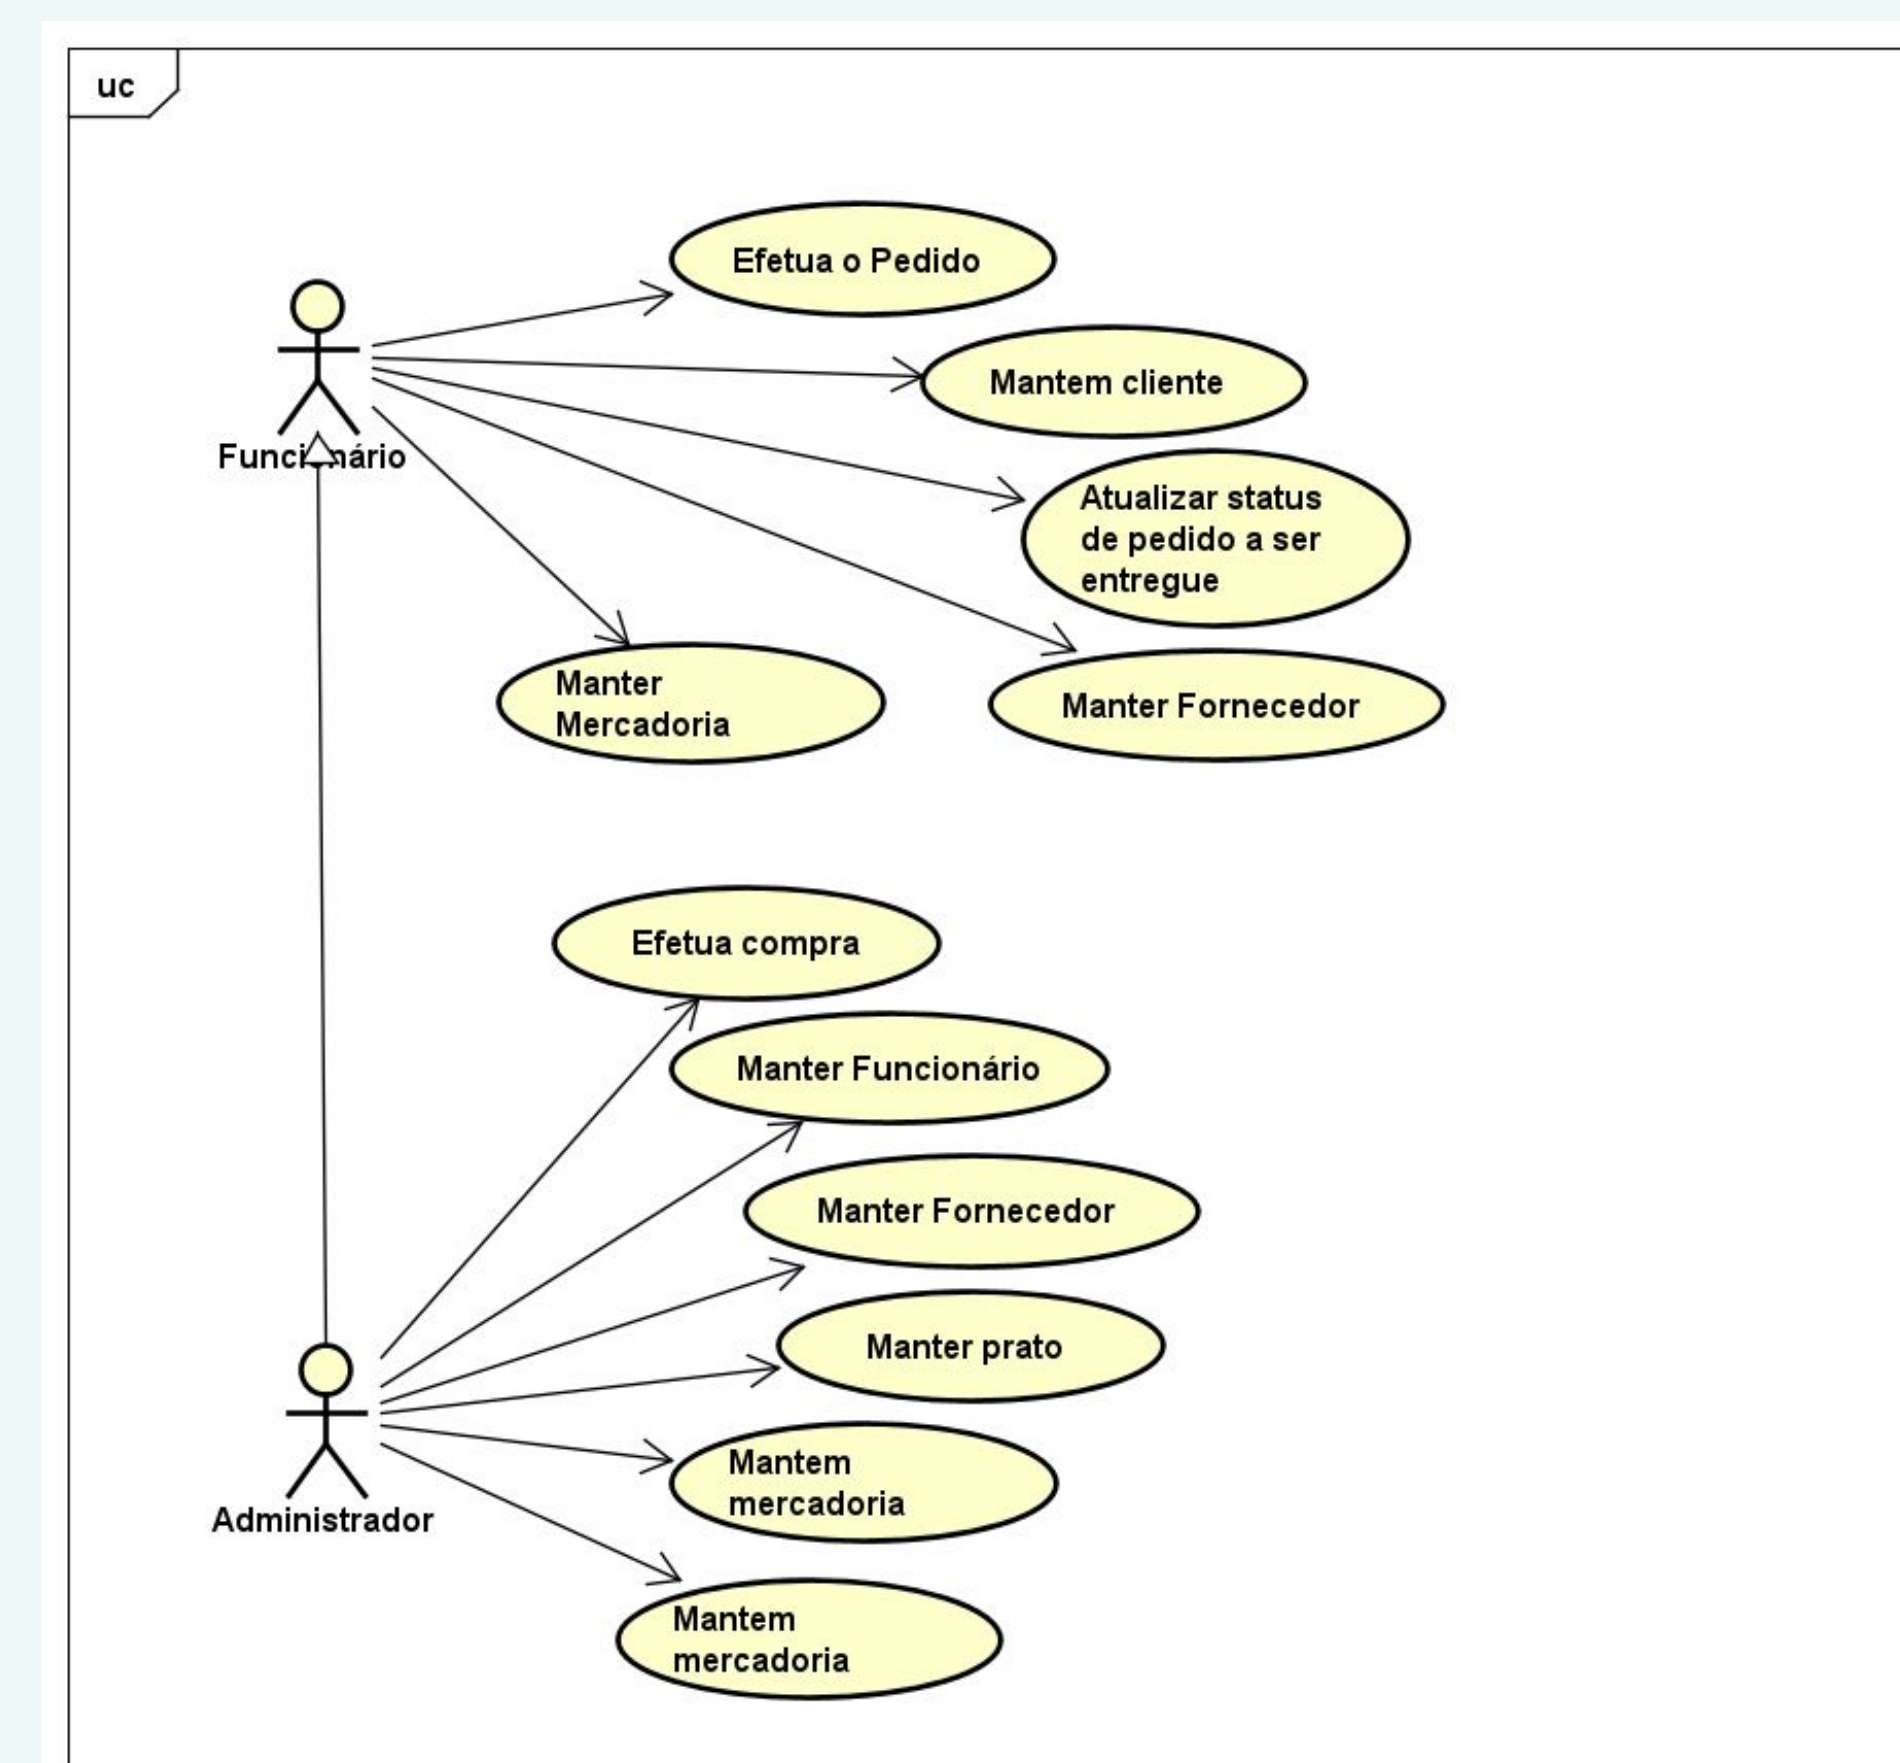 uc
Efetua o Pedido
Mantem cliente
Funcionário
Atualizar status
de pedido a ser
entregue
Manter
Mercadoria
Manter Fornecedor
Efetua compra
Manter Funcionário
Manter Fornecedor
Manter prato
Mantem
mercadoria
Administrador
Mantem
mercadoria